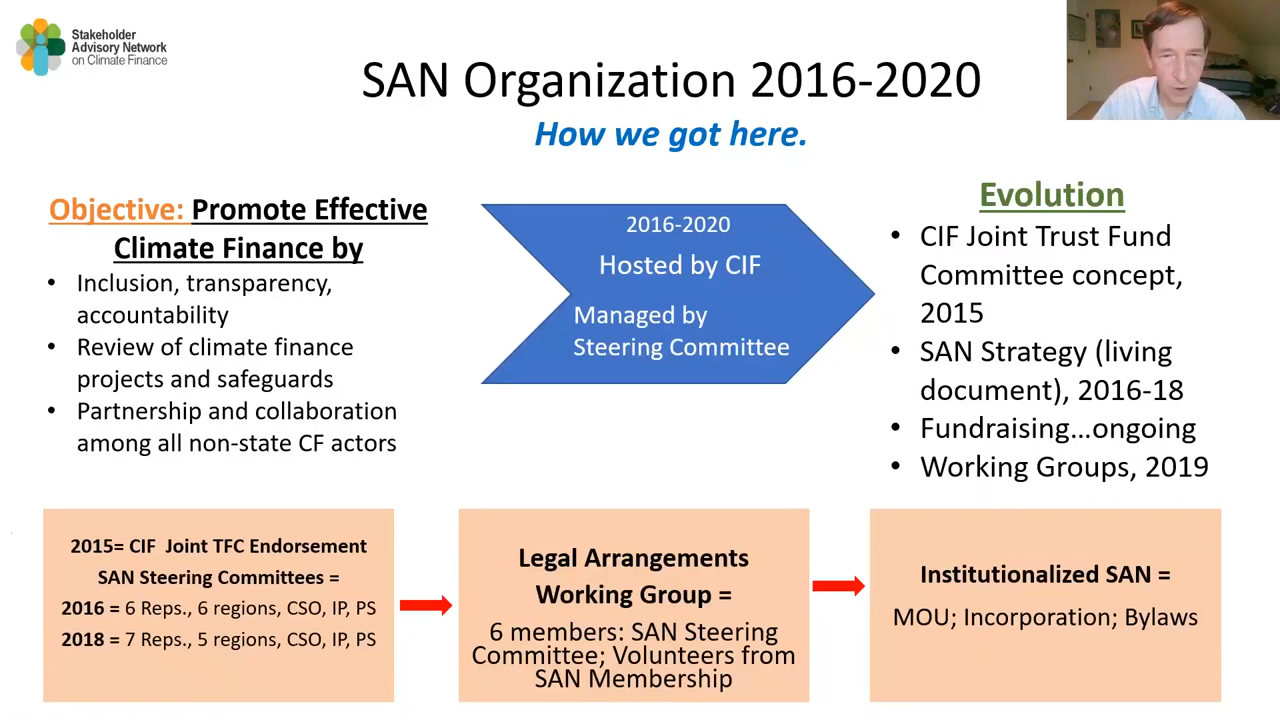 Stakeholder
Advisory Network
on Climate Finance
SAN Organization 2016-2020
How we got here.
Objective: Promote Effective
Climate Finance by
• Inclusion, transparency,
accountability
• Review of climate finance
projects and safeguards
• Partnership and collaboration
among all non-state CF actors
2016-2020
Hosted by CIF
Managed by
Steering Committee
Evolution
• CIF Joint Trust Fund
Committee concept,
2015
• SAN Strategy (living
document), 2016-18
• Fundraising...ongoing
• Working Groups, 2019
2015= CIF Joint TFC Endorsement
SAN Steering Committees =
2016 = 6 Reps., 6 regions, CSO, IP, PS
2018 = 7 Reps., 5 regions, CSO, IP, PS
Legal Arrangements
Working Group =
6 members: SAN Steering
Committee; Volunteers from
SAN Membership
Institutionalized SAN =
MOU; Incorporation; Bylaws